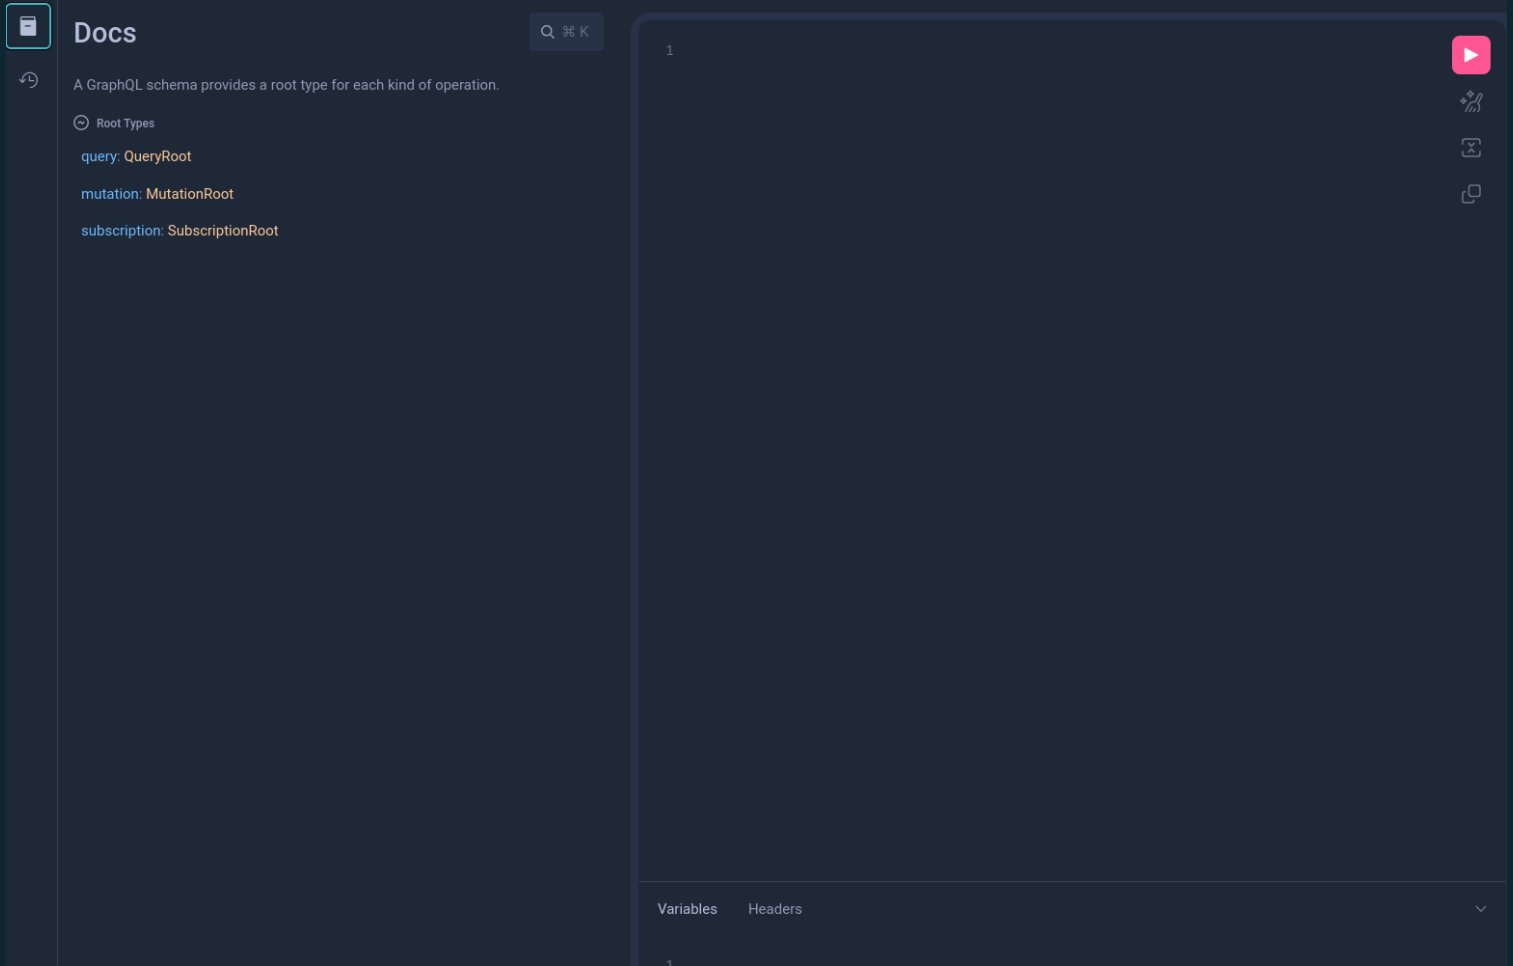 Docs
⌘ K
A GraphQL schema provides a root type for each kind of operation.
Root Types
query: QueryRoot
mutation: MutationRoot
subscription: SubscriptionRoot
1
Variables
Headers
1